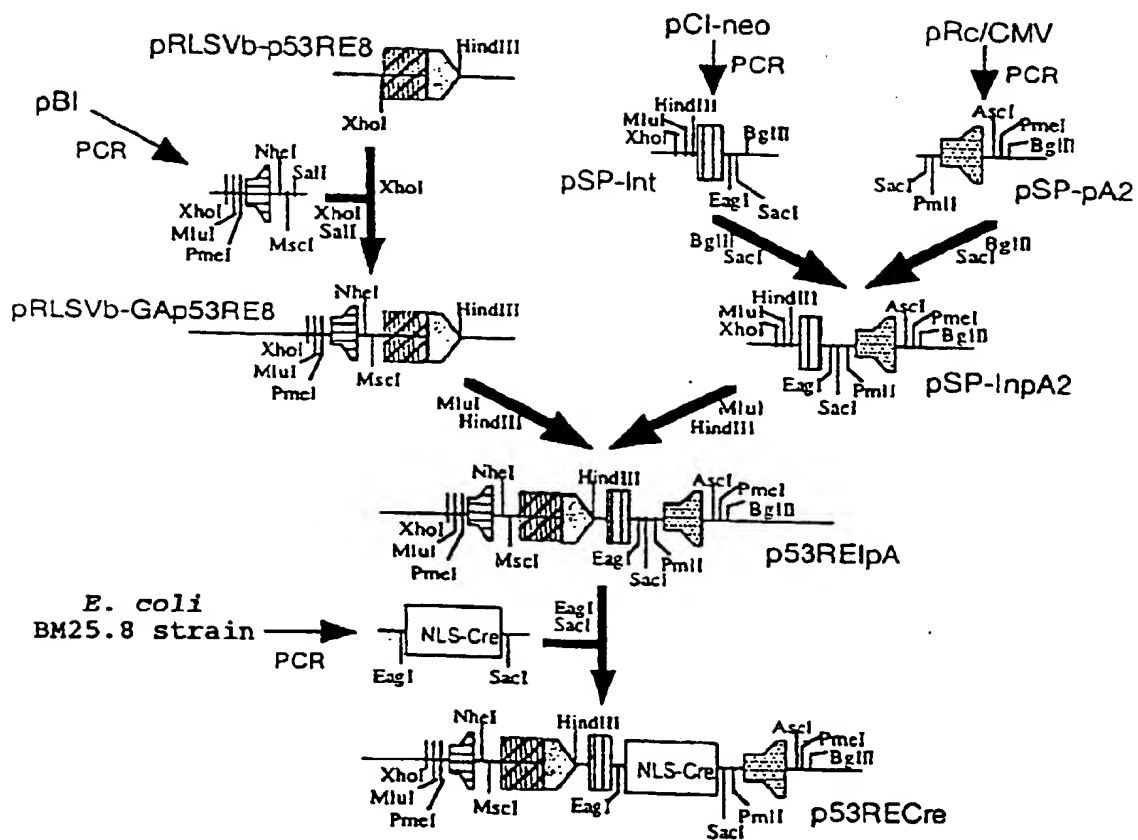 pRLSVb-p53RE8
HindIII
XhoI
pBI
PCR
NheI
SalI
XhoI
MluI
PmeI
MscI
XhoI
SalI
XhoI
pCI-neo
PCR
HindIII
MluI
XhoI
BglII
EagI
SacI
pSP-Int
pRc/CMV
PCR
AscI
PmeI
BglII
SacI
PmlI
pSP-pA2
BglII
SacI
BglII
SacI
pRLSVb-GAp53RE8
NheI
HindIII
XhoI
MluI
PmeI
MscI
HindIII
MluI
XhoI
AscI
PmeI
BglII
EagI
SacI
PmlI
pSP-InpA2
MluI
HindIII
MluI
HindIII
NheI
HindIII
AscI
PmeI
BglII
XhoI
MluI
PmeI
MscI
EagI
SacI
PmlI
p53REIpA
E. coli
BM25.8 strain
PCR
NLS-Cre
EagI
SacI
EagI
SacI
NheI
HindIII
AscI
PmeI
BglII
XhoI
MluI
PmeI
MscI
EagI
NLS-Cre
SacI
PmlI
p53RECre